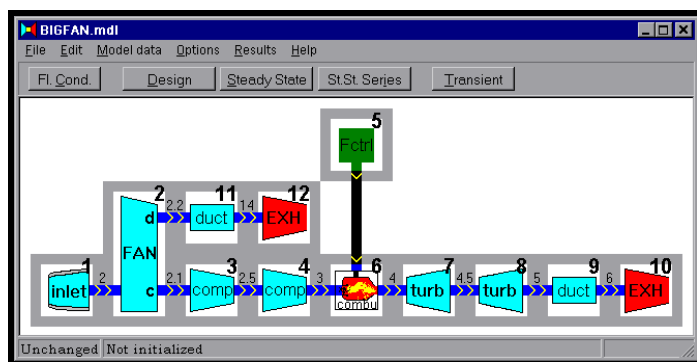 BIGFAN.mdl
File Edit Model data Options Results Help
Fl. Cond. Design Steady State St.St. Series Transient
5
Fctrl
2 2.2 11 14 12
d duct EXH
FAN
1 3 4 6 7 8 9 10
inlet 2 c 2.1 comp 2.5 comp 3 combu 4 turb 4.5 turb 5 duct 6 EXH
Unchanged Not initialized